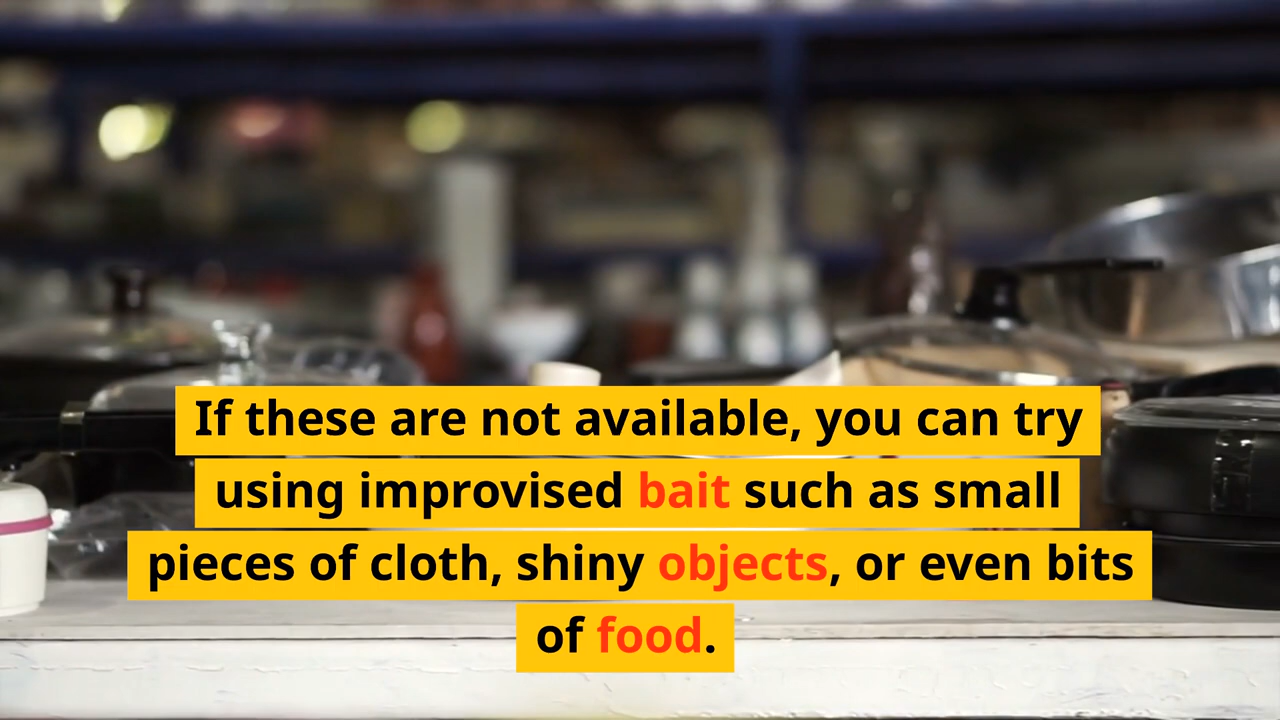 If these are not available, you can try
using improvised bait such as small
pieces of cloth, shiny objects, or even bits
of food.